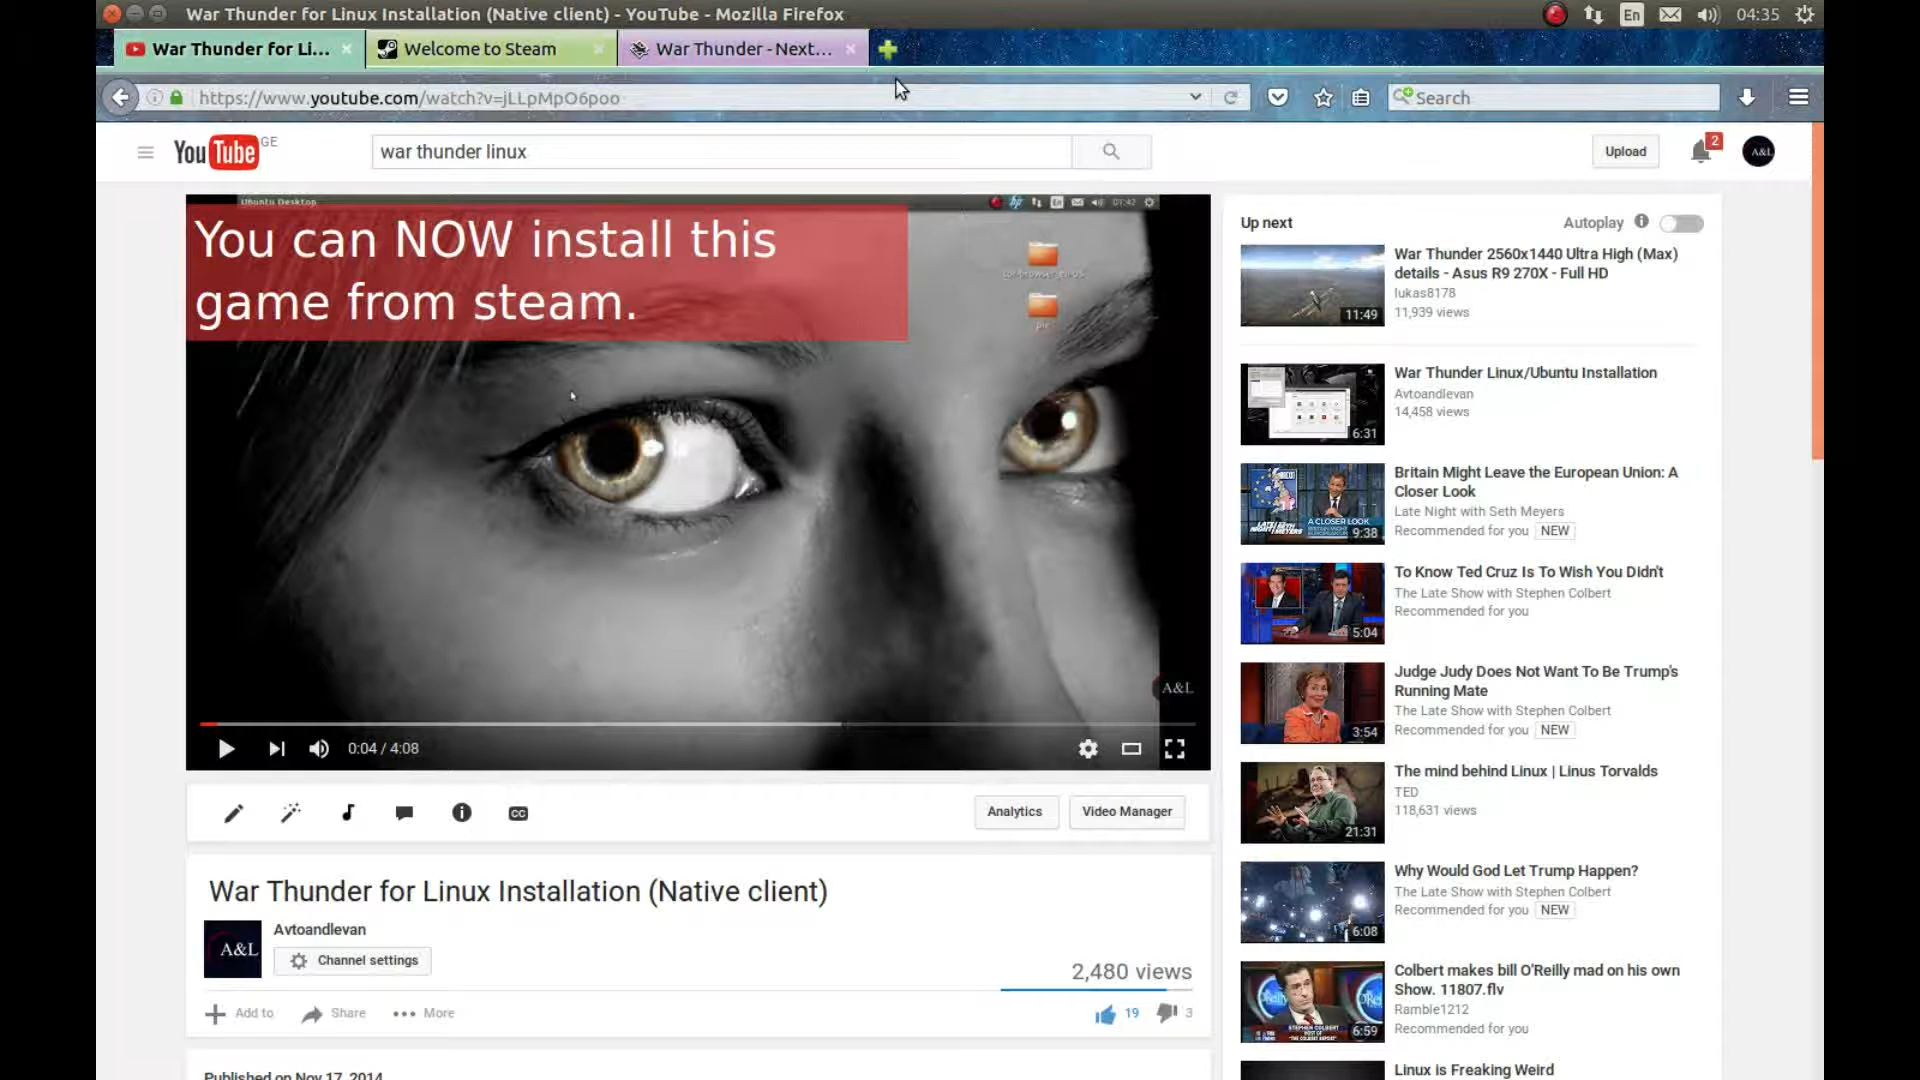 War Thunder for Linux Installation (Native client) - YouTube - Mozilla Firefox
En
04:35
War Thunder for Li...
Welcome to Steam
War Thunder - Next...
https://www.youtube.com/watch?v=jLLpMpO6poo
Search
YouTube GE
war thunder linux
Upload
2
A&L
Ubuntu Desktop
01:42
You can NOW install this
game from steam.
A&L
0:04 / 4:08
Analytics
Video Manager
CC
War Thunder for Linux Installation (Native client)
A&L
Avtoandlevan
Channel settings
2,480 views
Add to
Share
More
19
3
Published on Nov 17, 2014
Up next
Autoplay
War Thunder 2560x1440 Ultra High (Max)
details - Asus R9 270X - Full HD
lukas8178
11,939 views
11:49
War Thunder Linux/Ubuntu Installation
Avtoandlevan
14,458 views
6:31
Britain Might Leave the European Union: A
Closer Look
Late Night with Seth Meyers
Recommended for you NEW
A CLOSER LOOK
9:38
To Know Ted Cruz Is To Wish You Didn't
The Late Show with Stephen Colbert
Recommended for you
5:04
Judge Judy Does Not Want To Be Trump's
Running Mate
The Late Show with Stephen Colbert
Recommended for you NEW
3:54
The mind behind Linux | Linus Torvalds
TED
118,631 views
21:31
Why Would God Let Trump Happen?
The Late Show with Stephen Colbert
Recommended for you NEW
6:08
Colbert makes bill O'Reilly mad on his own
Show. 11807.flv
Ramble1212
Recommended for you
6:59
Linux is Freaking Weird